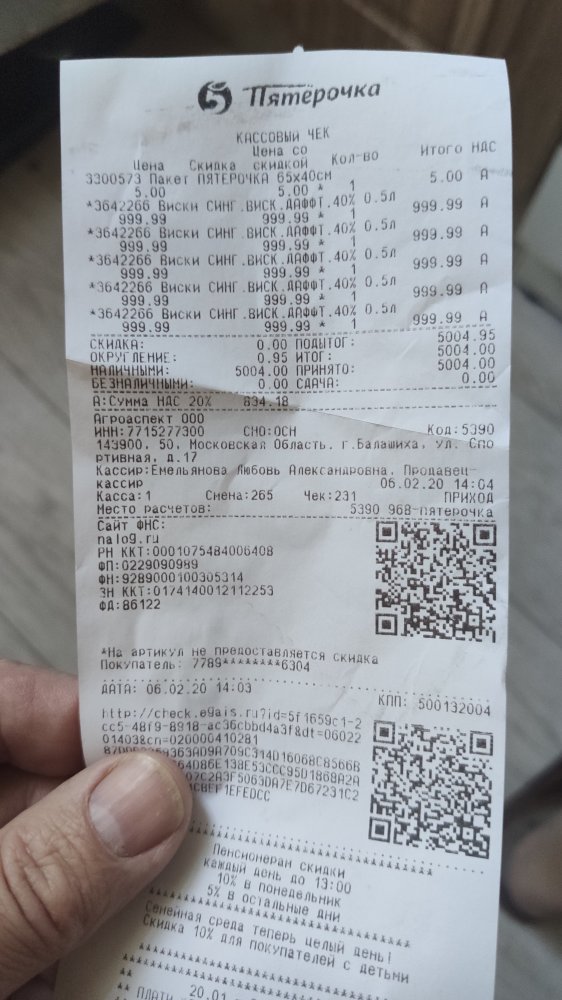 5 Пятёрочка
КАССОВЫЙ ЧЕК
Цена со
Цена Скидка скидкой Кол-во Итого НДС
3300573 Пакет ПЯТЕРОЧКА 65x40см
5.00 5.00 * 1 5.00 А
*3642266 Виски СИНГ.ВИСК.ДАФФТ.40% 0.5л
999.99 999.99 * 1 999.99 А
*3642266 Виски СИНГ.ВИСК.ДАФФТ.40% 0.5л
999.99 999.99 * 1 999.99 А
*3642266 Виски СИНГ.ВИСК.ДАФФТ.40% 0.5л
999.99 999.99 * 1 999.99 А
*3642266 Виски СИНГ.ВИСК.ДАФФТ.40% 0.5л
999.99 999.99 * 1 999.99 А
*3642266 Виски СИНГ.ВИСК.ДАФФТ.40% 0.5л
999.99 999.99 * 1 999.99 А
СКИДКА: 0.00 ПОДЫТОГ: 5004.95
ОКРУГЛЕНИЕ: 0.95 ИТОГ: 5004.00
НАЛИЧНЫМИ: 5004.00 ПРИНЯТО: 5004.00
БЕЗНАЛИЧНЫМИ: 0.00 СДАЧА: 0.00
А:Сумма НДС 20% 834.18
Агроаспект ООО
ИНН:7715277300 СНО:ОСН Код:5390
143900, 50, Московская Область, г.Балашиха, Ул. Спо
ртивная, д.17
Кассир:Емельянова Любовь Александровна, Продавец-
кассир 06.02.20 14:04
Касса:1 Смена:265 Чек:231 ПРИХОД
Место расчетов: 5390 968-пятерочка
Сайт ФНС:
nalog.ru
РН ККТ:0001075484006408
ФП:0229090989
ФН:9289000100305314
ЗН ККТ:0174140012112253
ФД:86122
*На артикул не предоставляется скидка
Покупатель: 7789********6304
ДАТА: 06.02.20 14:03 КПП: 500132004
http://check.egais.ru?id=5f1659c1-2
cc5-48f9-8918-ac36cbbd4a3f&dt=06022
01403&cn=020000410281
363AD9A709C314D16068C8566B
64D86E138E53CCC95D1868A2A
07C2A3F5063DA7E7D67231C2
CBEF1EFEDCC
Пенсионерам скидки
каждый день до 13:00
10% в понедельник
5% в остальные дни
Семейная среда теперь целый день!
Скидка 10% для покупателей с детьми
** 20.01